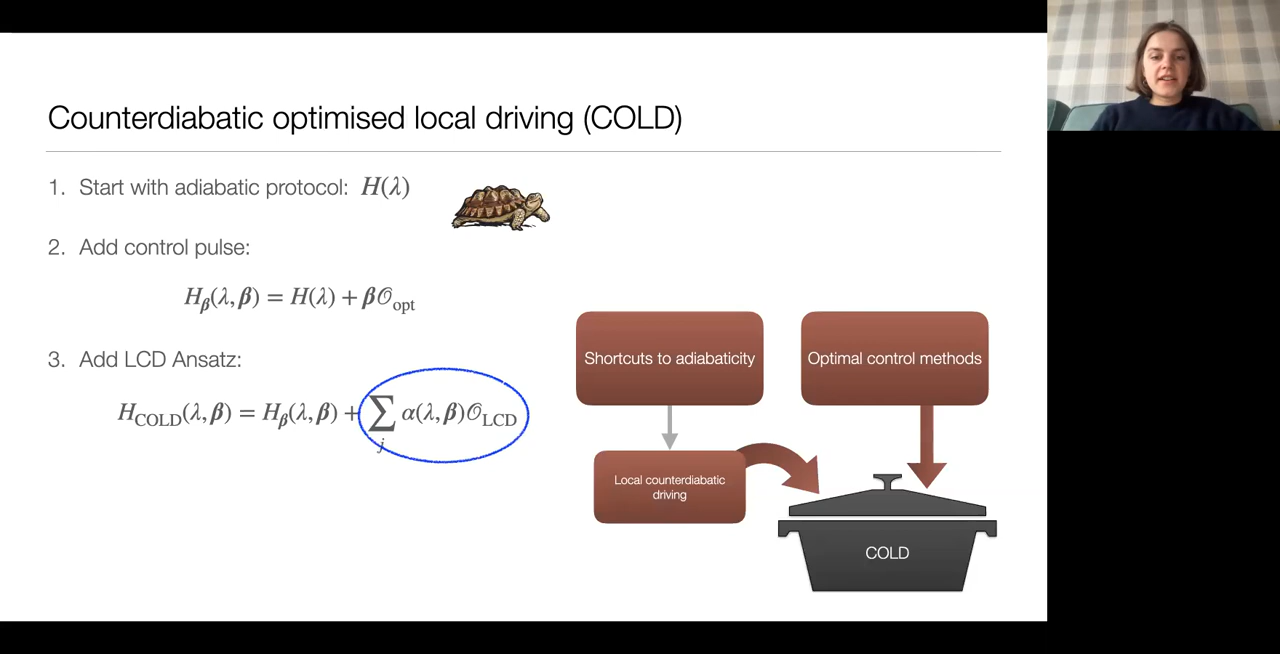 Counterdiabatic optimised local driving (COLD)
1. Start with adiabatic protocol: H(λ)
2. Add control pulse:
H_β(λ, β) = H(λ) + β𝒪_opt
3. Add LCD Ansatz:
H_COLD(λ, β) = H_β(λ, β) + ∑_j α(λ, β)𝒪_LCD
Shortcuts to adiabaticity
Optimal control methods
Local counterdiabatic
driving
COLD